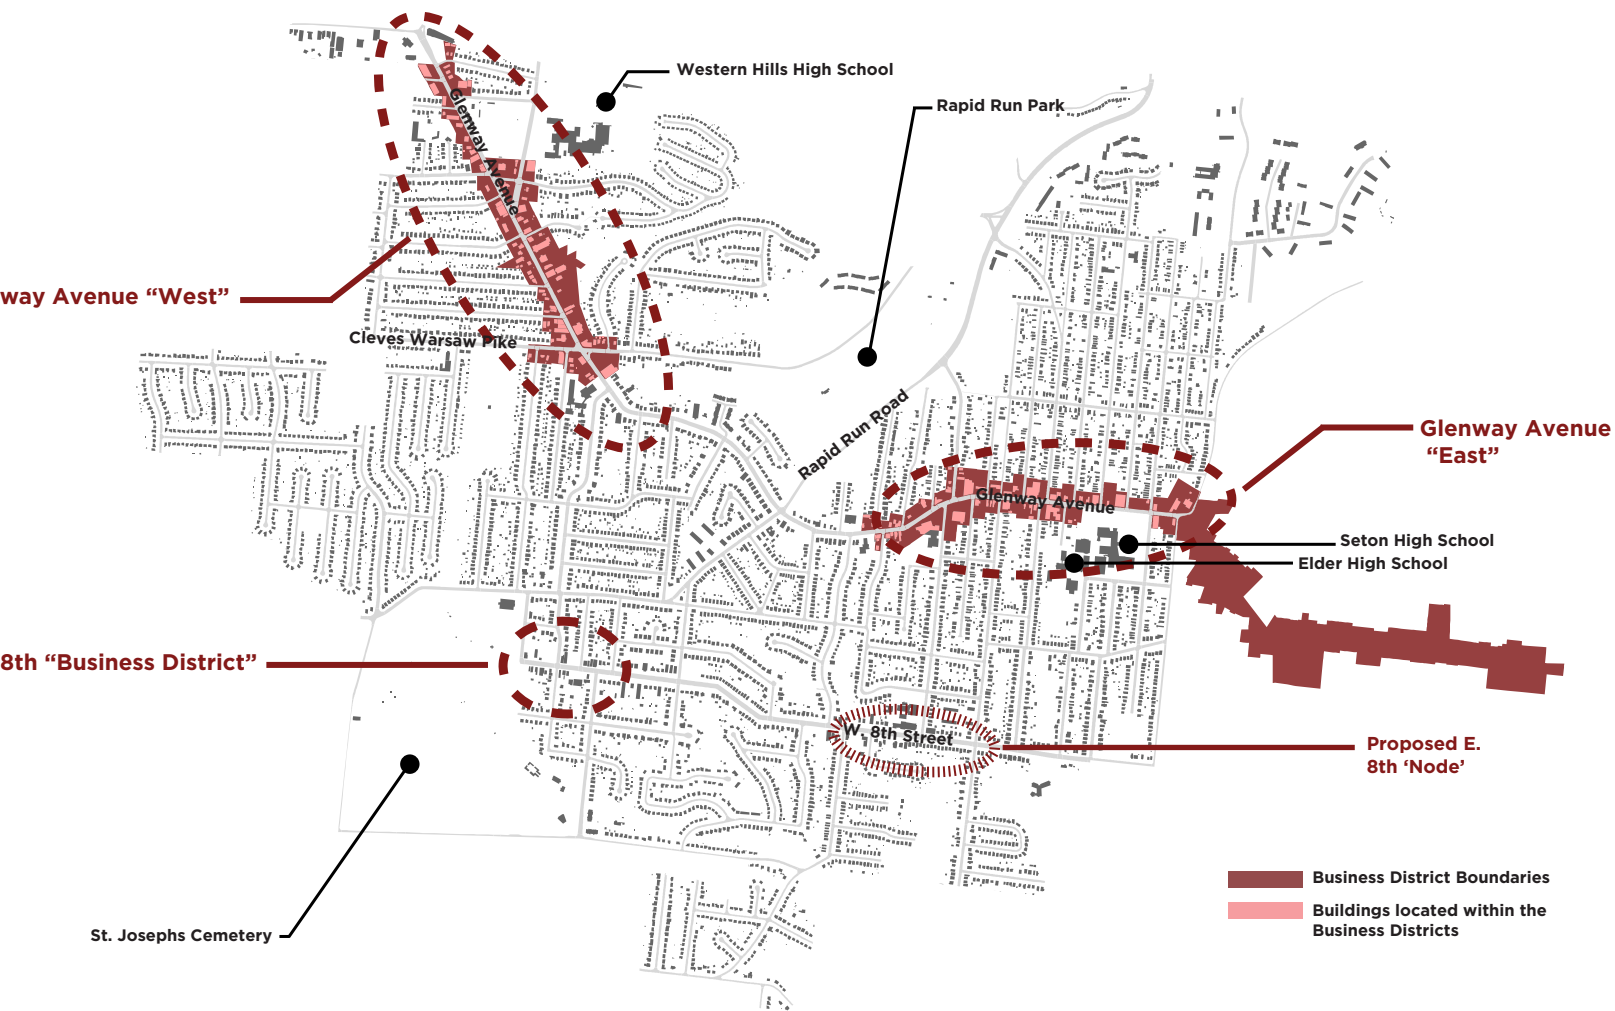 Western Hills High School
Rapid Run Park
Glenway Avenue
way Avenue “West”
Cleves Warsaw Pike
Rapid Run Road
Glenway Avenue
“East”
Glenway Avenue
Seton High School
Elder High School
8th “Business District”
W. 8th Street
Proposed E.
8th ‘Node’
Business District Boundaries
Buildings located within the
Business Districts
St. Josephs Cemetery